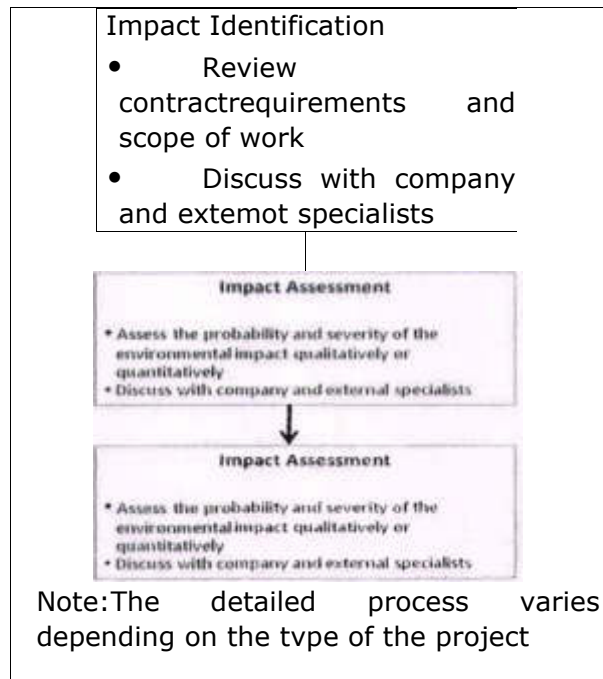 Impact Identification
• Review
contractrequirements and
scope of work
• Discuss with company
and extemot specialists
Impact Assessment
• Assess the probability and severity of the
environmental impact qualitatively or
quantitatively
• Discuss with company and external specialists
Impact Assessment
• Assess the probability and severity of the
environmental impact qualitatively or
quantitatively
• Discuss with company and external specialists
Note:The detailed process varies
depending on the tvpe of the project